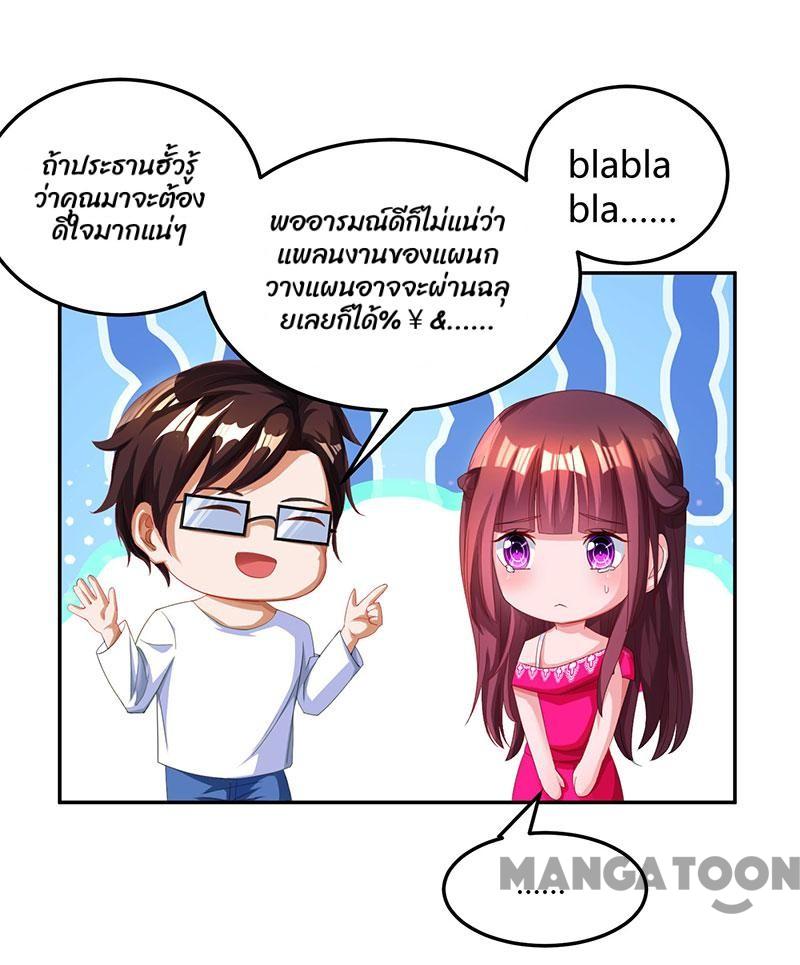 ถ้าประธานฮั้วรู้
ว่าคุณมาจะต้อง
ดีใจมากแน่ๆ
พออารมณ์ดีก็ไม่แน่ว่า
แพลนงานของแผนก
วางแผนอาจจะผ่านฉลุ
ยเลยก็ได้%￥&......
blabla
bla......
......
MANGATOON